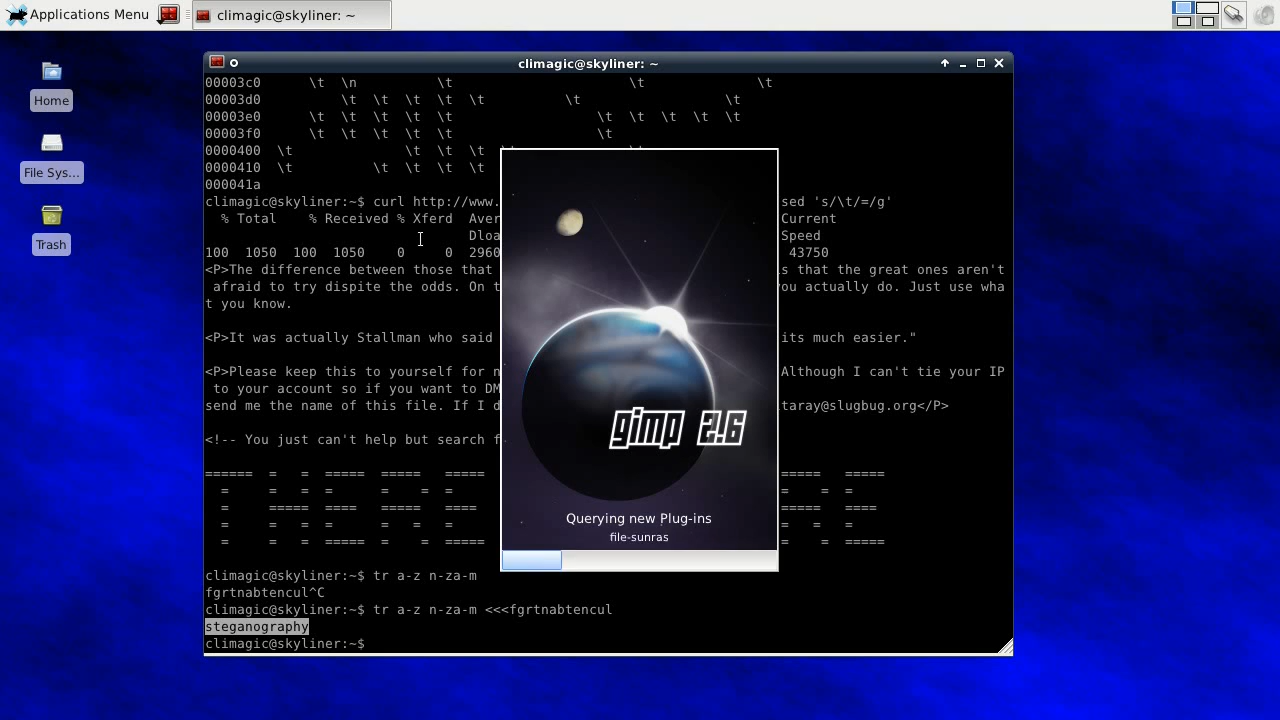 Applications Menu
climagic@skyliner: ~
climagic@skyliner: ~
Home
File Sys...
Trash
00003c0 \t \n \t \t \t
00003d0 \t \t \t \t \t \t \t
00003e0 \t \t \t \t \t \t \t \t \t \t
00003f0 \t \t \t \t \t \t
0000400 \t \t \t \t
0000410 \t \t \t \t \t
000041a
climagic@skyliner:~$ curl http://www. sed 's/\t/=/g'
% Total % Received % Xferd Aver Current
Dloa Speed
100 1050 100 1050 0 0 2960 43750
<P>The difference between those that s that the great ones aren't
afraid to try dispite the odds. On t ou actually do. Just use wha
t you know.
<P>It was actually Stallman who said its much easier."
<P>Please keep this to yourself for n Although I can't tie your IP
to your account so if you want to DM
send me the name of this file. If I d taray@slugbug.org</P>
<!-- You just can't help but search f
====== = = ===== ===== ===== ===== =====
= = = = = = = = = =
= ===== ==== ==== ==== ==== ====
= = = = = = = = = =
= = = ===== = = ===== = = =====
climagic@skyliner:~$ tr a-z n-za-m
fgrtnabtencul^C
climagic@skyliner:~$ tr a-z n-za-m <<<fgrtnabtencul
steganography
climagic@skyliner:~$
gimp 2.6
Querying new Plug-ins
file-sunras